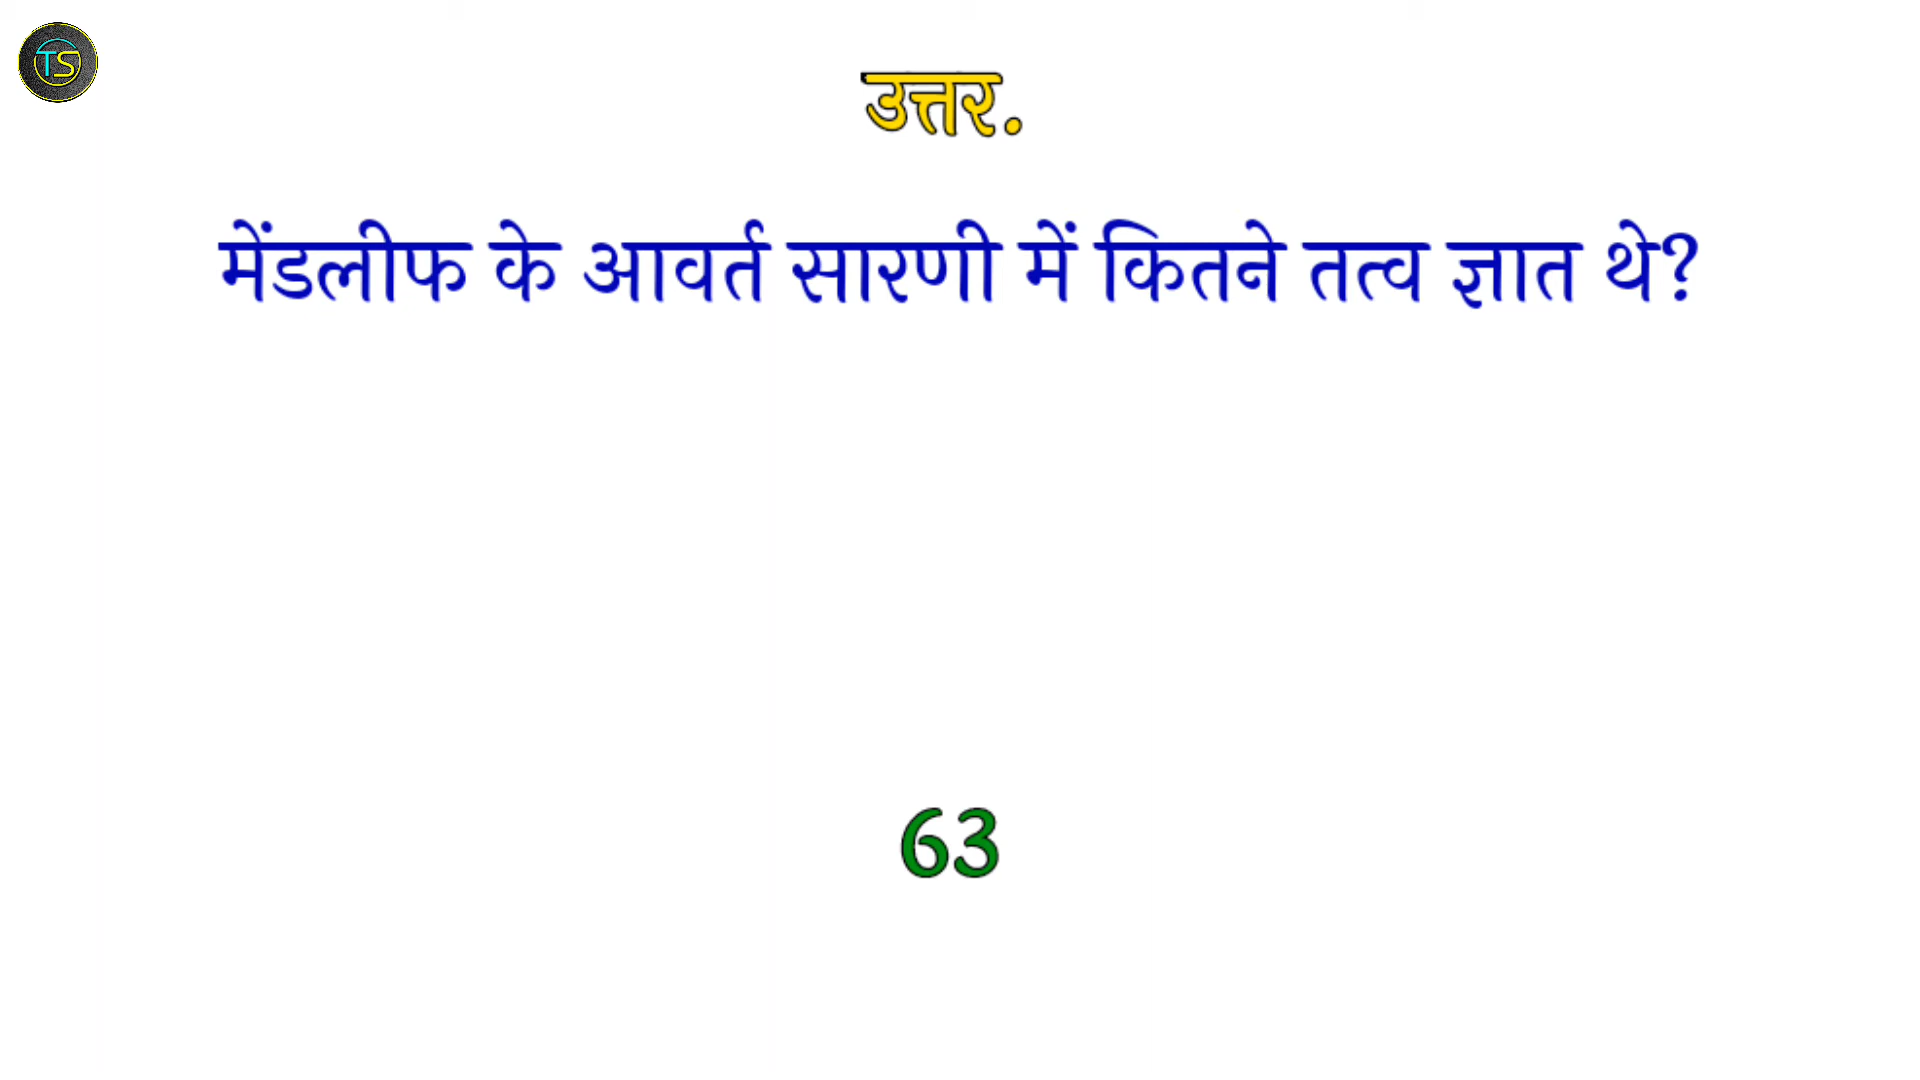 TS
उत्तर.
मेंडलीफ के आवर्त सारणी में कितने तत्व ज्ञात थे?
63